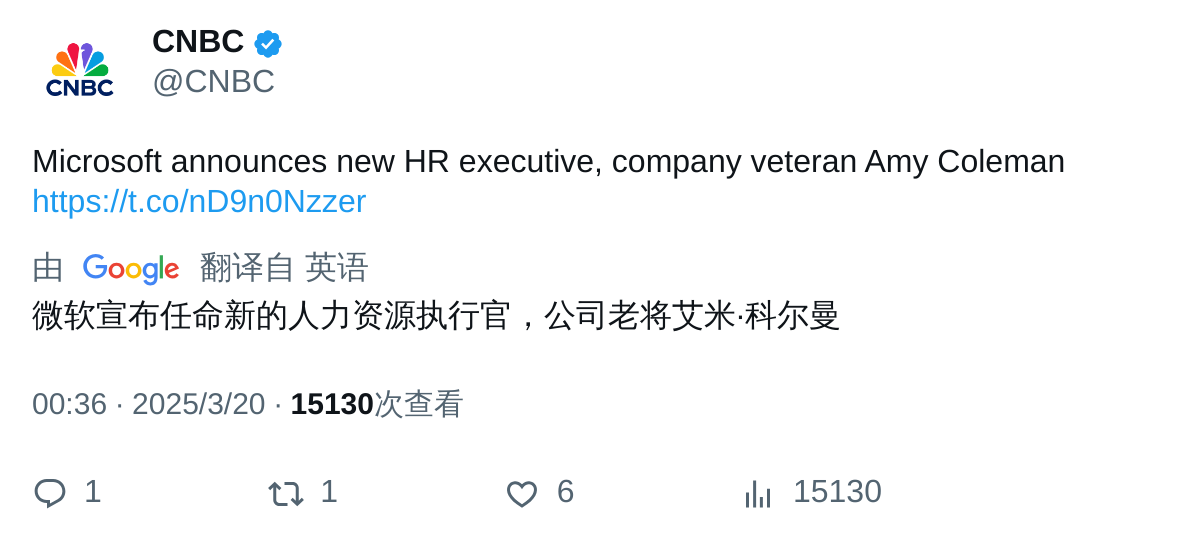 CNBC
CNBC
@CNBC
Microsoft announces new HR executive, company veteran Amy Coleman
https://t.co/nD9n0Nzzer
由 Google 翻译自 英语
微软宣布任命新的人力资源执行官，公司老将艾米·科尔曼
00:36 · 2025/3/20 · 15130次查看
1 1 6 15130